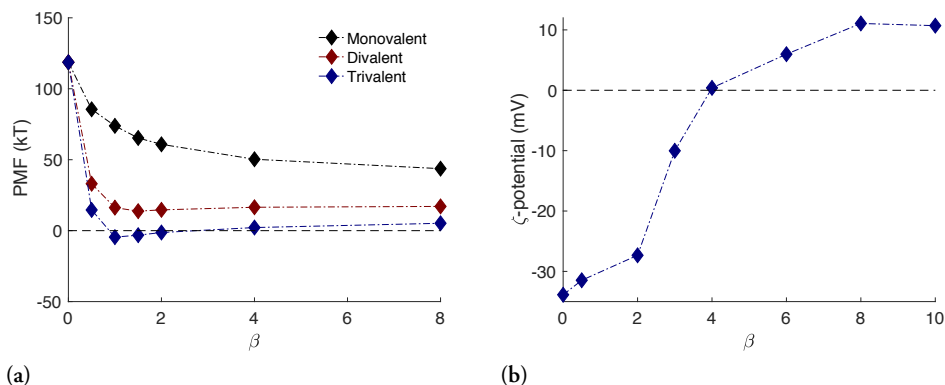 150
100
50
0
-50
PMF (kT)
0
2
4
6
8
β
Monovalent
Divalent
Trivalent
(a)
10
0
-10
-20
-30
ζ-potential (mV)
0
2
4
6
8
10
β
(b)